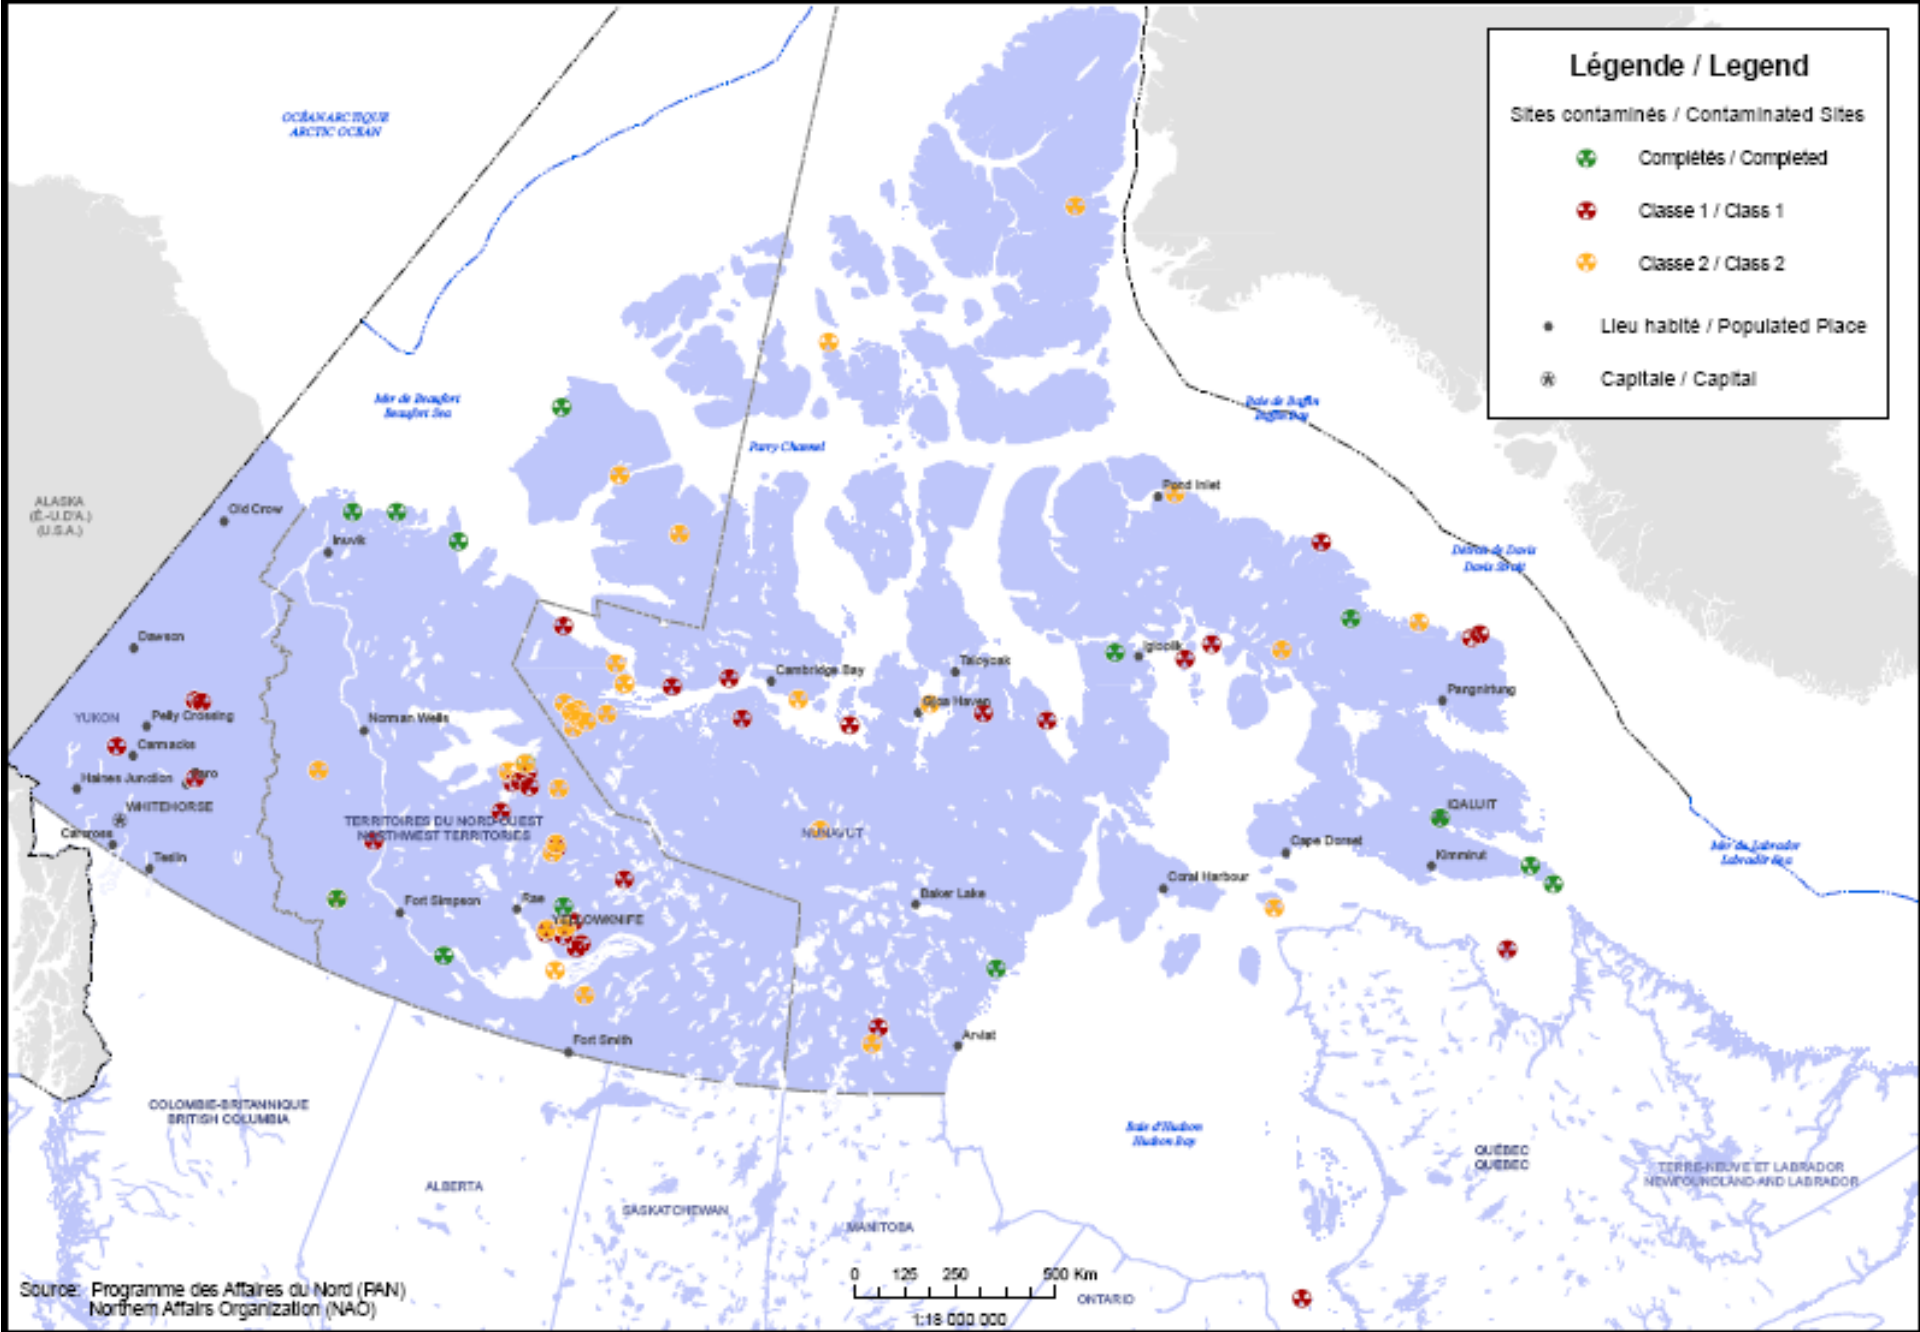 Légende / Legend
Sites contaminés / Contaminated Sites
Complétés / Completed
Classe 1 / Class 1
Classe 2 / Class 2
Lieu habité / Populated Place
Capitale / Capital
OCÉAN ARCTIQUE
ARCTIC OCEAN
Mer de Beaufort
Beaufort Sea
Baie de Baffin
Baffin Bay
Parry Channel
Pond Inlet
ALASKA
(É.-U.D'A.)
(U.S.A.)
Old Crow
Inuvik
Détroit de Davis
Davis Strait
Dawson
Igloolik
Taloyoak
Cambridge Bay
Pangnirtung
Gjoa Haven
YUKON
Pelly Crossing
Norman Wells
Carmacks
Haines Junction
Faro
WHITEHORSE
IQALUIT
TERRITOIRES DU NORD-OUEST
NORTHWEST TERRITORIES
NUNAVUT
Carcross
Cape Dorset
Mer du Labrador
Labrador Sea
Teslin
Kimmirut
Coral Harbour
Baker Lake
Fort Simpson
Rae
YELLOWKNIFE
Arviat
Fort Smith
COLOMBIE-BRITANNIQUE
BRITISH COLUMBIA
Baie d'Hudson
Hudson Bay
QUÉBEC
QUEBEC
TERRE-NEUVE ET LABRADOR
NEWFOUNDLAND AND LABRADOR
ALBERTA
SASKATCHEWAN
MANITOBA
0 125 250 500 Km
ONTARIO
1:18 000 000
Source: Programme des Affaires du Nord (PAN)
Northern Affairs Organization (NAO)